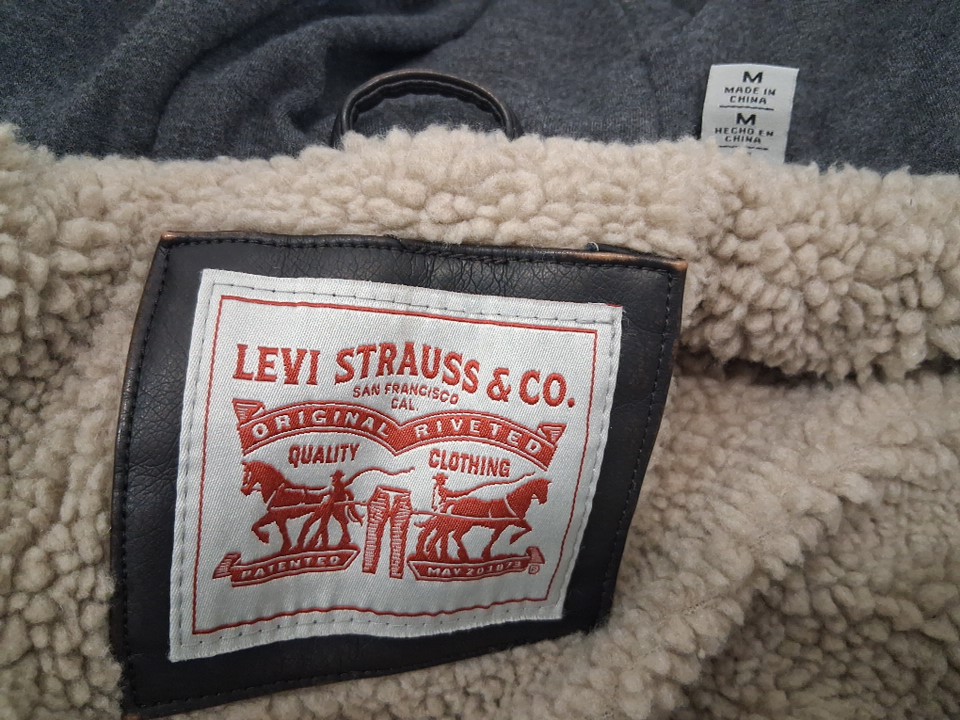 M
MADE IN
CHINA
M
HECHO EN
CHINA
LEVI STRAUSS & CO.
SAN FRANCISCO
CAL.
ORIGINAL RIVETED
QUALITY CLOTHING
PATENTED MAY 20 1873 ®